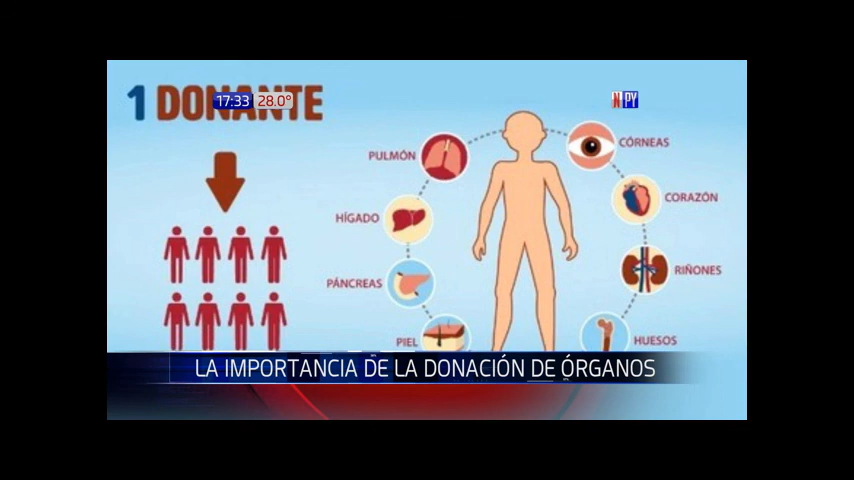 1 DONANTE
17:33 28.0°
NPY
PULMÓN
CÓRNEAS
HÍGADO
CORAZÓN
PÁNCREAS
RIÑONES
PIEL
HUESOS
LA IMPORTANCIA DE LA DONACIÓN DE ÓRGANOS